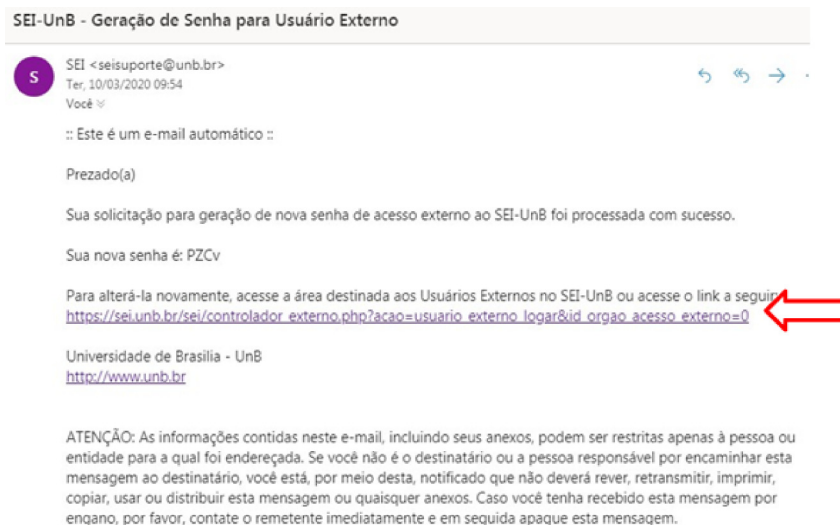 SEI-UnB - Geração de Senha para Usuário Externo
S
SEI <seisuporte@unb.br>
Ter, 10/03/2020 09:54
Você
:: Este é um e-mail automático ::
Prezado(a)
Sua solicitação para geração de nova senha de acesso externo ao SEI-UnB foi processada com sucesso.
Sua nova senha é: PZCv
Para alterá-la novamente, acesse a área destinada aos Usuários Externos no SEI-UnB ou acesse o link a
https://sei.unb.br/sei/controlador_externo.php?acao=usuario_externo_logar&id_orgao_acesso_externo=0
Universidade de Brasilia - UnB
http://www.unb.br
ATENÇÃO: As informações contidas neste e-mail, incluindo seus anexos, podem ser restritas apenas à pessoa ou
entidade para a qual foi endereçada. Se você não é o destinatário ou a pessoa responsável por encaminhar esta
mensagem ao destinatário, você está, por meio desta, notificado que não deverá rever, retransmitir, imprimir,
copiar, usar ou distribuir esta mensagem ou quaisquer anexos. Caso você tenha recebido esta mensagem por
engano, por favor, contate o remetente imediatamente e em seguida apague esta mensagem.